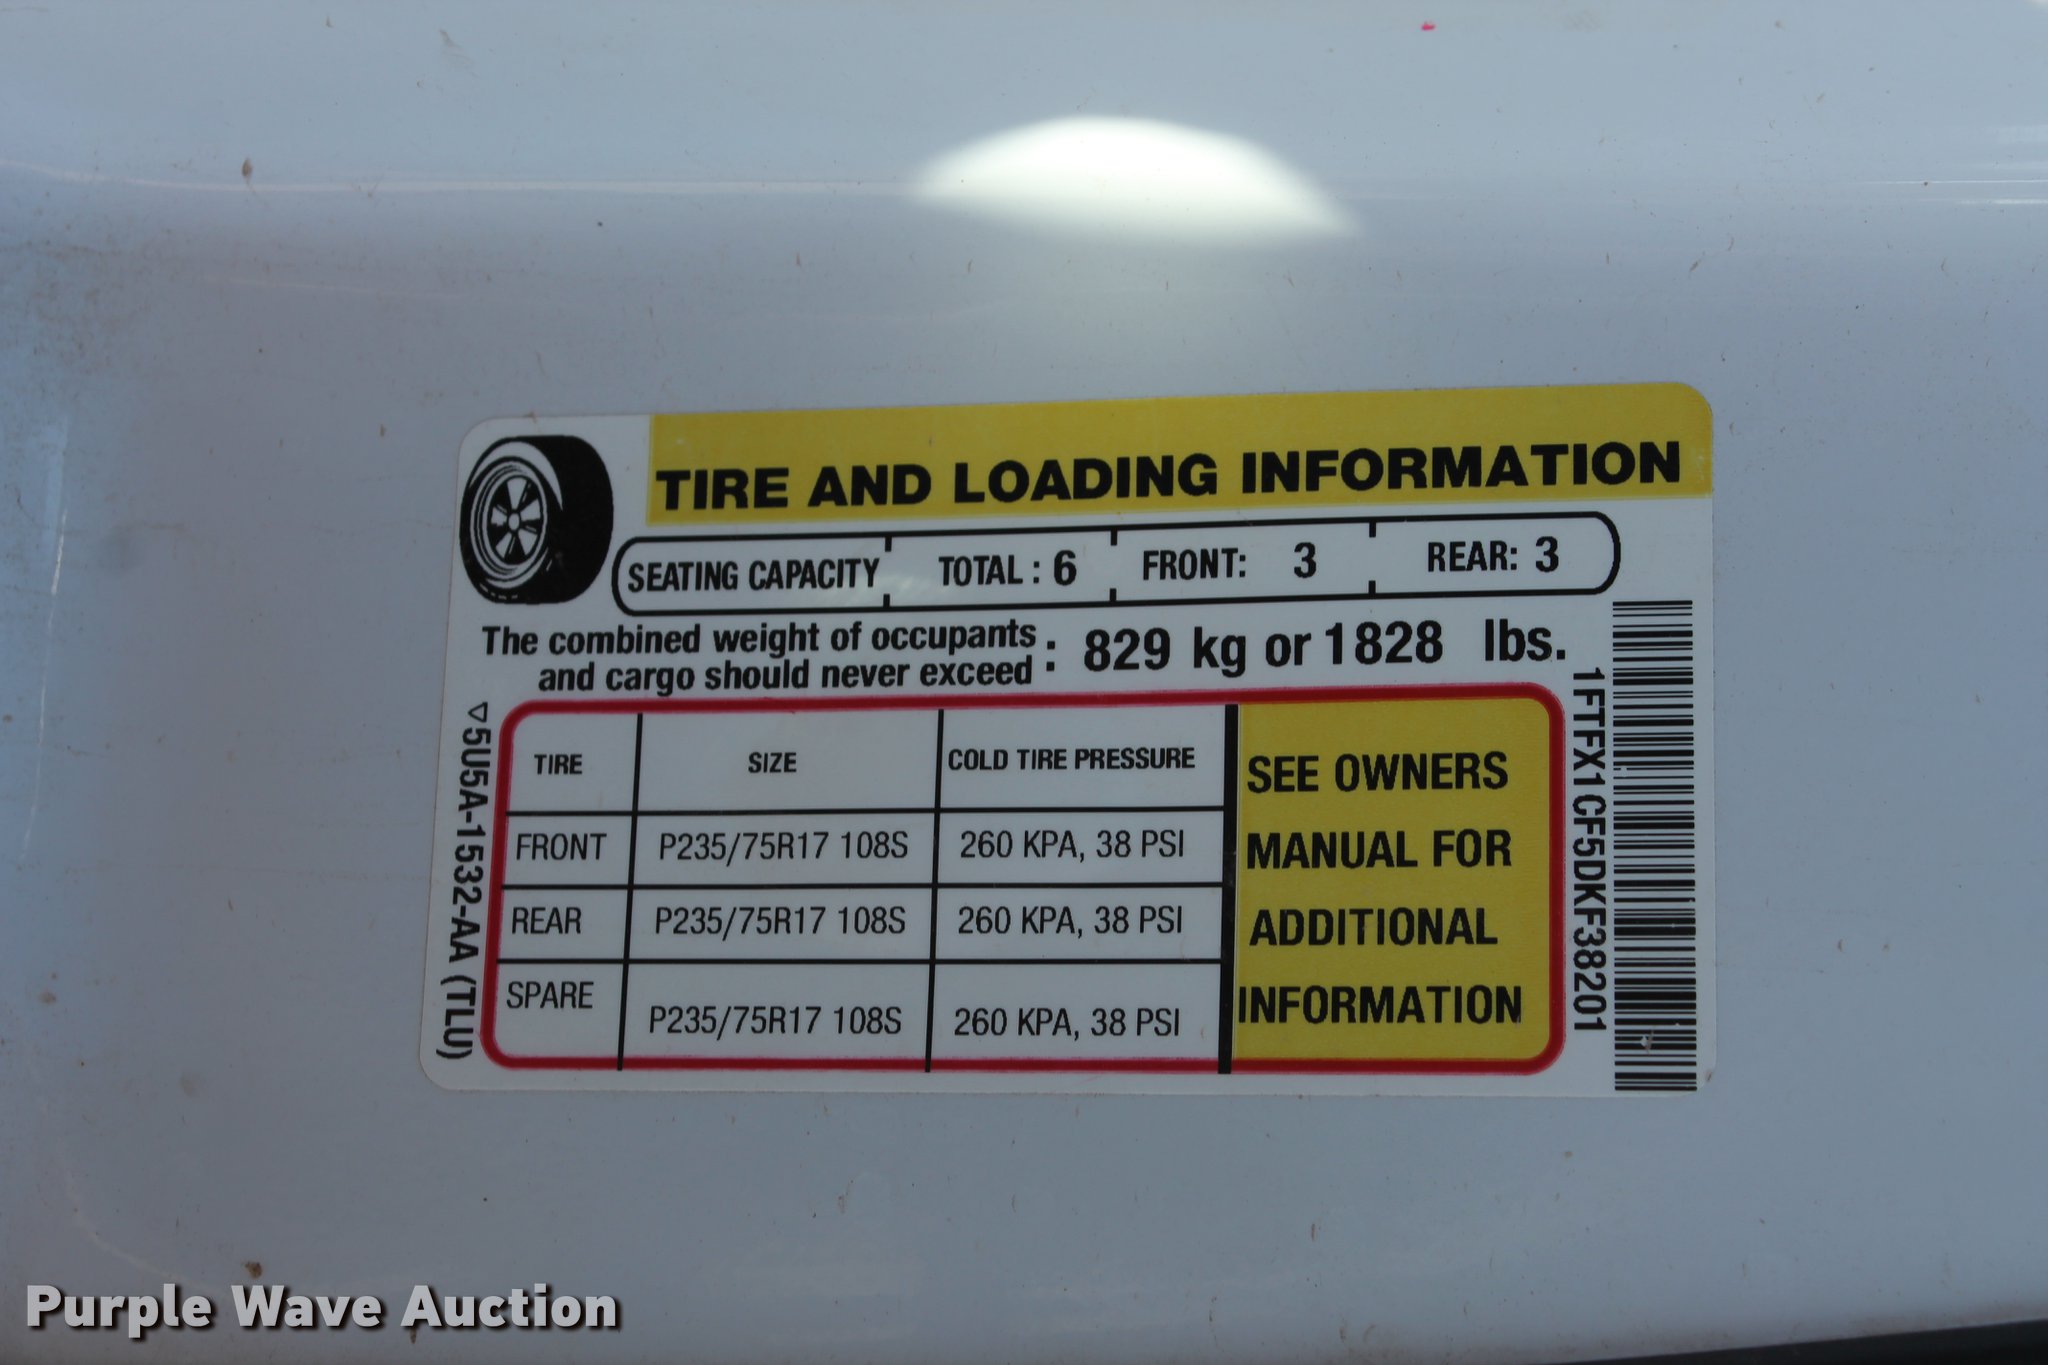 TIRE AND LOADING INFORMATION
SEATING CAPACITY TOTAL : 6 FRONT: 3 REAR: 3
The combined weight of occupants
and cargo should never exceed : 829 kg or 1828 lbs.
TIRE SIZE COLD TIRE PRESSURE
FRONT P235/75R17 108S 260 KPA, 38 PSI
REAR P235/75R17 108S 260 KPA, 38 PSI
SPARE P235/75R17 108S 260 KPA, 38 PSI
SEE OWNERS
MANUAL FOR
ADDITIONAL
INFORMATION
5U5A-1532-AA (TLU)
1FTFX1CF5DKF38201
Purple Wave Auction